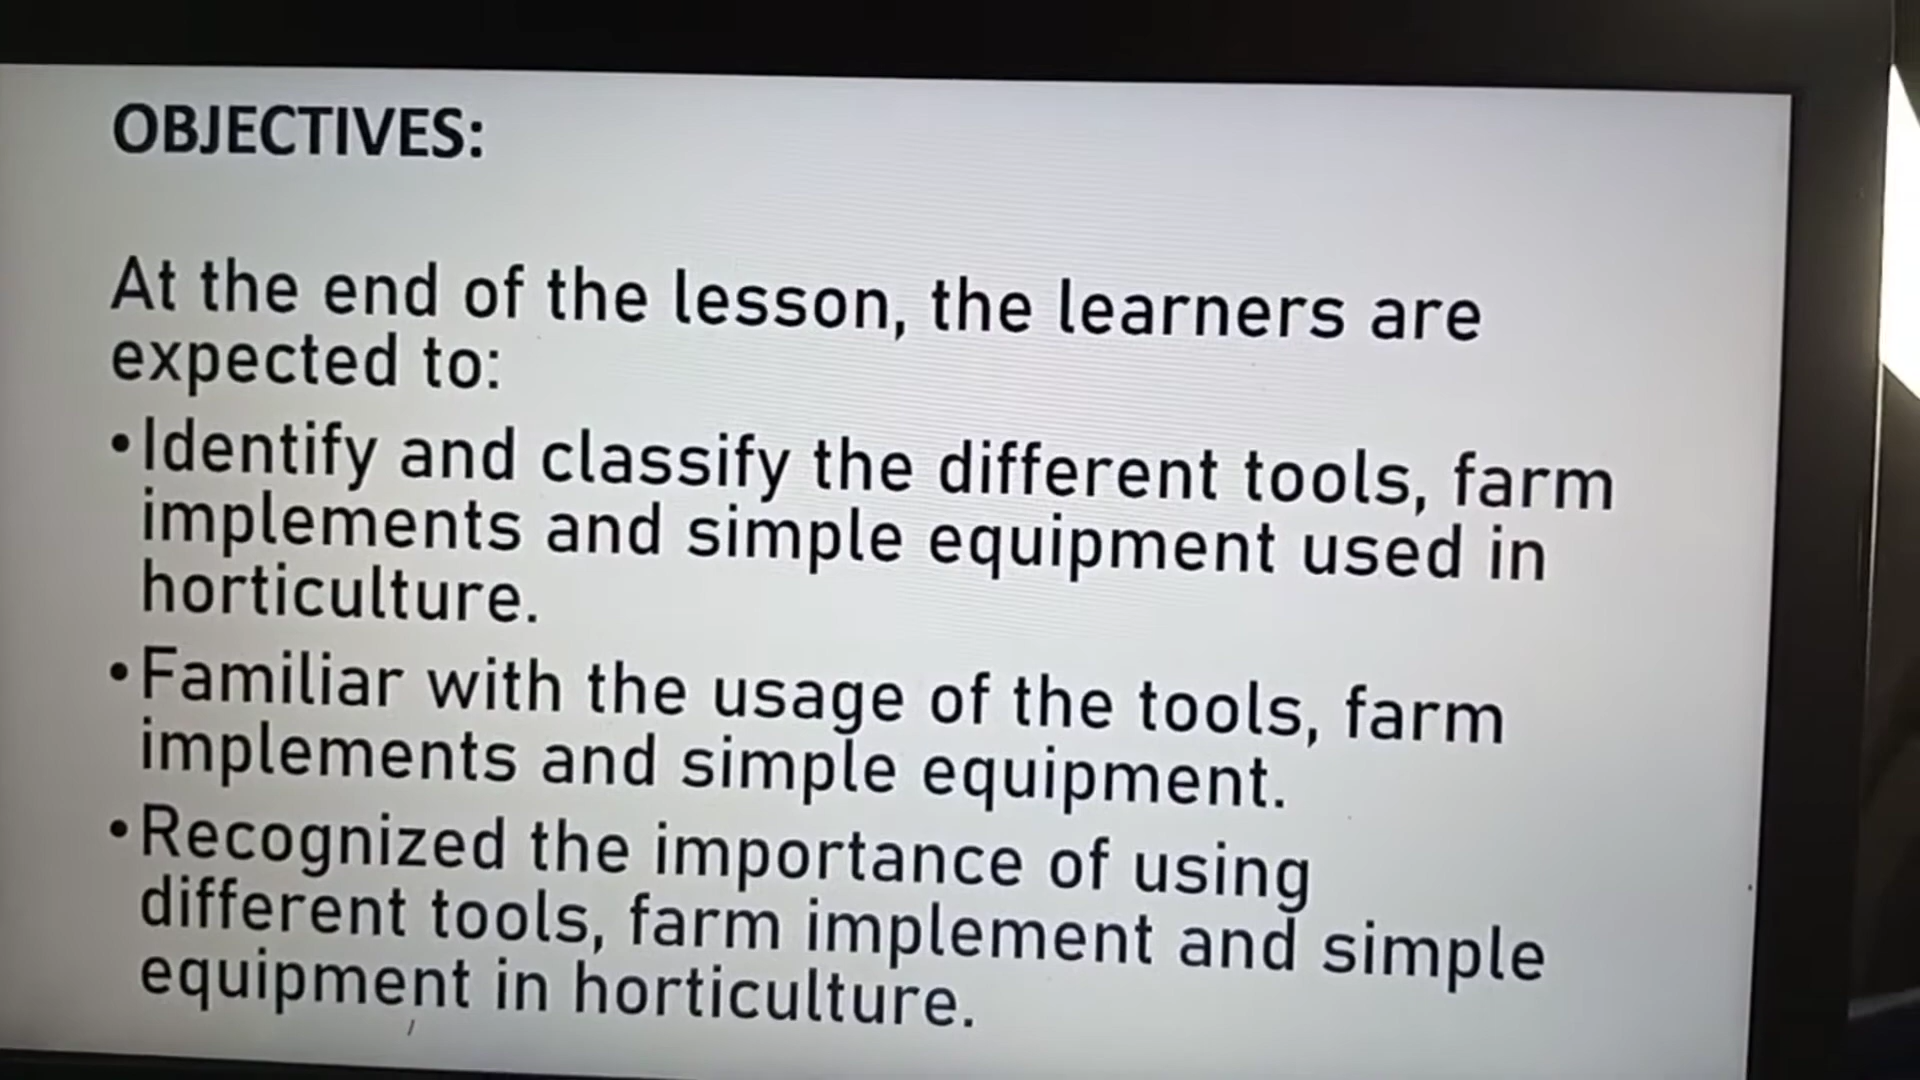 OBJECTIVES:
At the end of the lesson, the learners are
expected to:
•Identify and classify the different tools, farm
implements and simple equipment used in
horticulture.
•Familiar with the usage of the tools, farm
implements and simple equipment.
•Recognized the importance of using
different tools, farm implement and simple
equipment in horticulture.